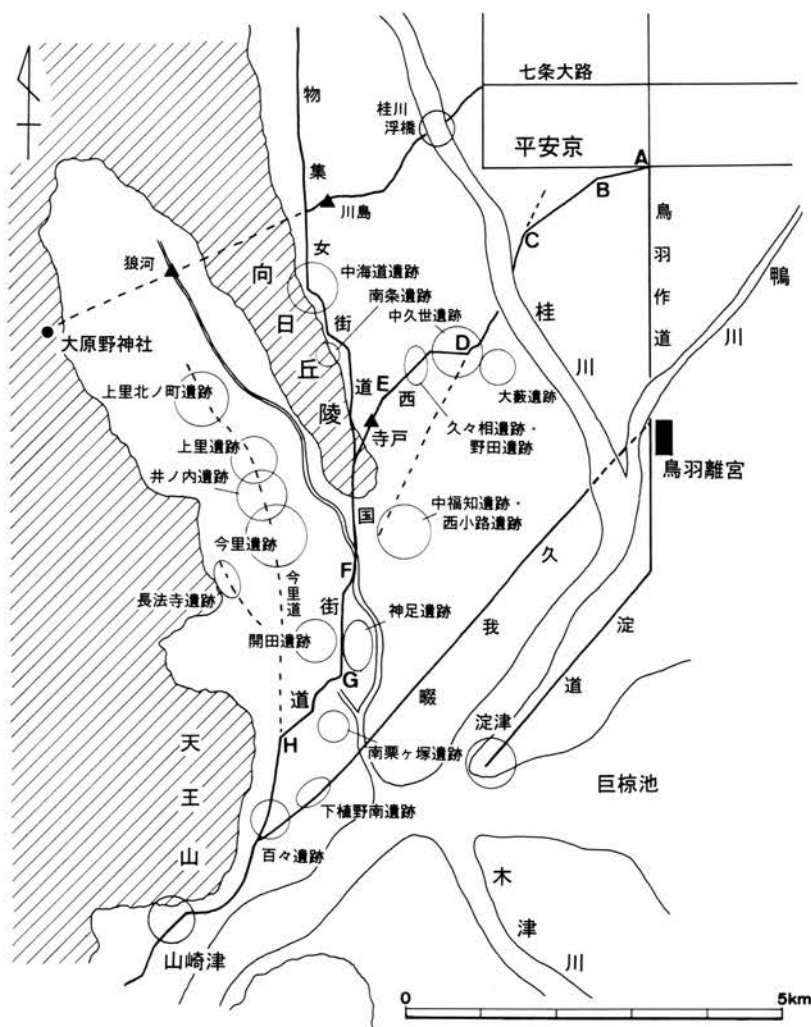 七条大路
桂川
浮橋
平安京
A
B
C
物集女街道
川島
鳥羽作道
鴨川
狼河
向日丘陵
中海道遺跡
南条遺跡
中久世遺跡
D
桂川
大原野神社
E
西国街道
大藪遺跡
上里北ノ町遺跡
寺戸
久々相遺跡・
野田遺跡
鳥羽離宮
上里遺跡
井ノ内遺跡
中福知遺跡・
西小路遺跡
今里遺跡
久我畷
F
長法寺遺跡
今里道
神足遺跡
開田遺跡
G
淀道
H
淀津
南栗ヶ塚遺跡
天王山
巨椋池
下植野南遺跡
百々遺跡
木津川
山崎津
0
5km